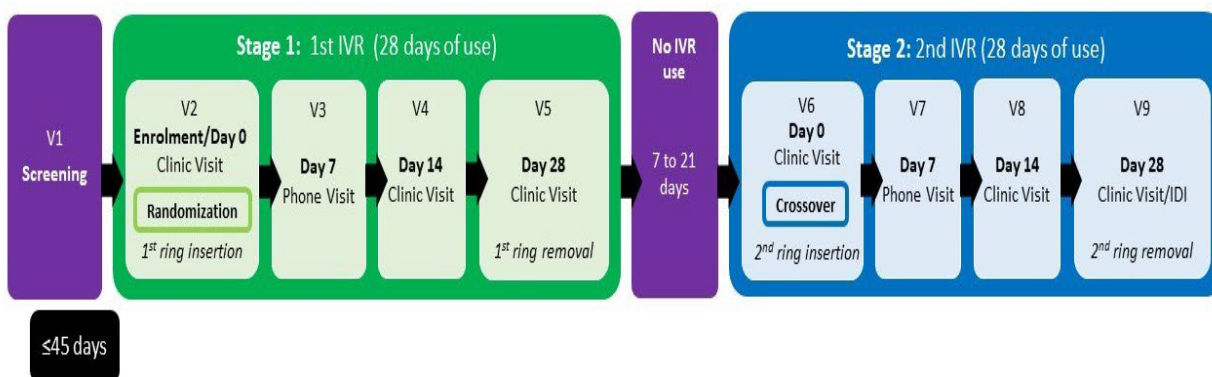 V1
Screening
Stage 1: 1st IVR (28 days of use)
V2
Enrolment/Day 0
Clinic Visit
Randomization
1st ring insertion
V3
Day 7
Phone Visit
V4
Day 14
Clinic Visit
V5
Day 28
Clinic Visit
1st ring removal
No IVR
use
7 to 21
days
Stage 2: 2nd IVR (28 days of use)
V6
Day 0
Clinic Visit
Crossover
2nd ring insertion
V7
Day 7
Phone Visit
V8
Day 14
Clinic Visit
V9
Day 28
Clinic Visit/IDI
2nd ring removal
≤45 days